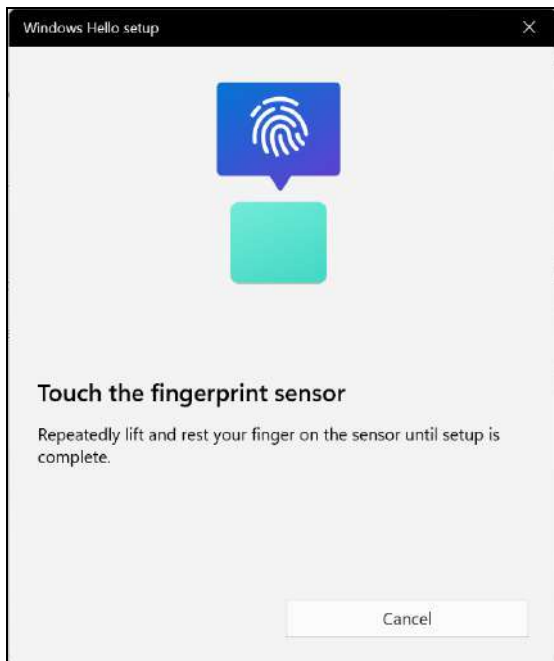 Windows Hello setup
Touch the fingerprint sensor
Repeatedly lift and rest your finger on the sensor until setup is
complete.
Cancel